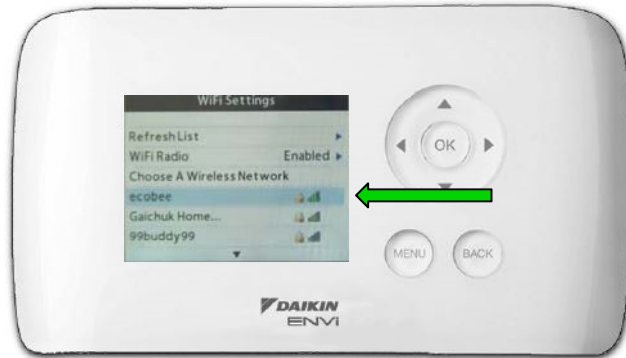 WiFi Settings
Refresh List
WiFi Radio Enabled
Choose A Wireless Network
ecobee
Gaichuk Home...
99buddy99
OK
MENU BACK
DAIKIN
ENVi